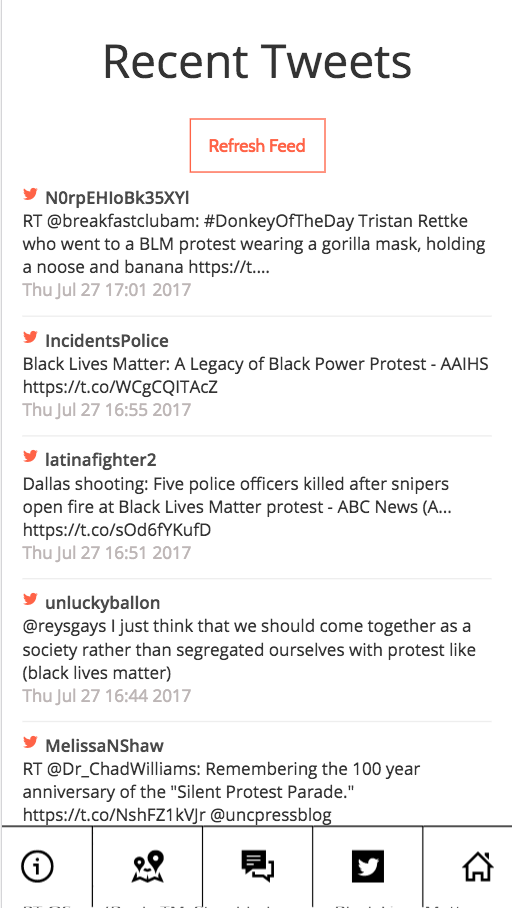 Recent Tweets
Refresh Feed
N0rpEHIoBk35XYl
RT @breakfastclubam: #DonkeyOfTheDay Tristan Rettke
who went to a BLM protest wearing a gorilla mask, holding
a noose and banana https://t....
Thu Jul 27 17:01 2017
IncidentsPolice
Black Lives Matter: A Legacy of Black Power Protest - AAIHS
https://t.co/WCgCQITAcZ
Thu Jul 27 16:55 2017
latinafighter2
Dallas shooting: Five police officers killed after snipers
open fire at Black Lives Matter protest - ABC News (A...
https://t.co/sOd6fYKufD
Thu Jul 27 16:51 2017
unluckyballon
@reysgays I just think that we should come together as a
society rather than segregated ourselves with protest like
(black lives matter)
Thu Jul 27 16:44 2017
MelissaNShaw
RT @Dr_ChadWilliams: Remembering the 100 year
anniversary of the "Silent Protest Parade."
https://t.co/NshFZ1kVJr @uncpressblog